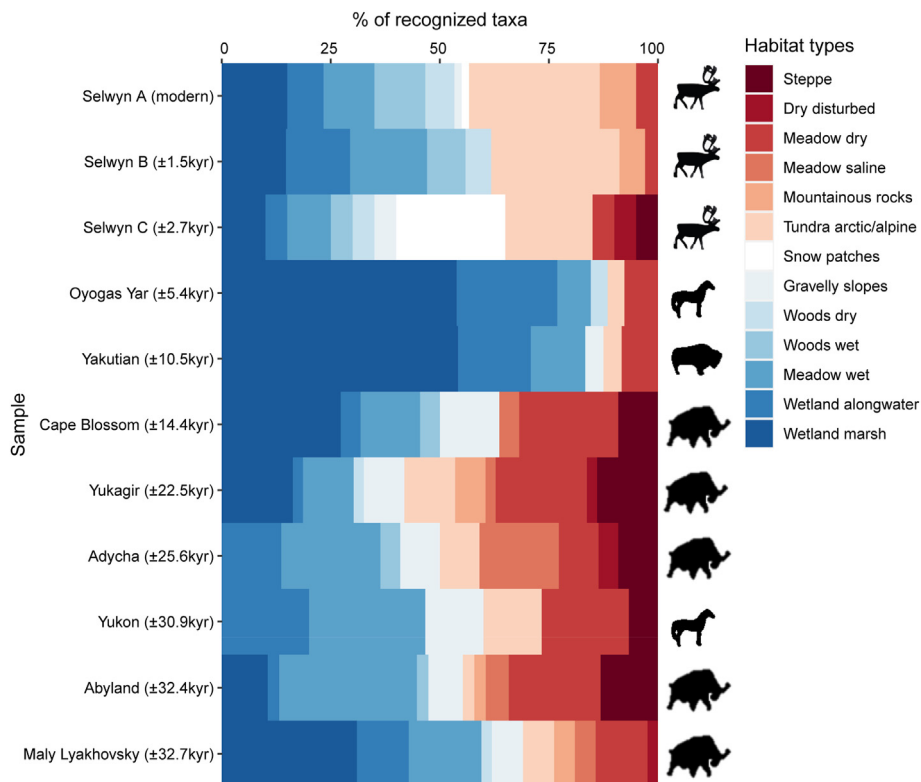 % of recognized taxa
0 25 50 75 100
Sample
Selwyn A (modern)
Selwyn B (±1.5kyr)
Selwyn C (±2.7kyr)
Oyogas Yar (±5.4kyr)
Yakutian (±10.5kyr)
Cape Blossom (±14.4kyr)
Yukagir (±22.5kyr)
Adycha (±25.6kyr)
Yukon (±30.9kyr)
Abyland (±32.4kyr)
Maly Lyakhovsky (±32.7kyr)
Habitat types
Steppe
Dry disturbed
Meadow dry
Meadow saline
Mountainous rocks
Tundra arctic/alpine
Snow patches
Gravelly slopes
Woods dry
Woods wet
Meadow wet
Wetland alongwater
Wetland marsh